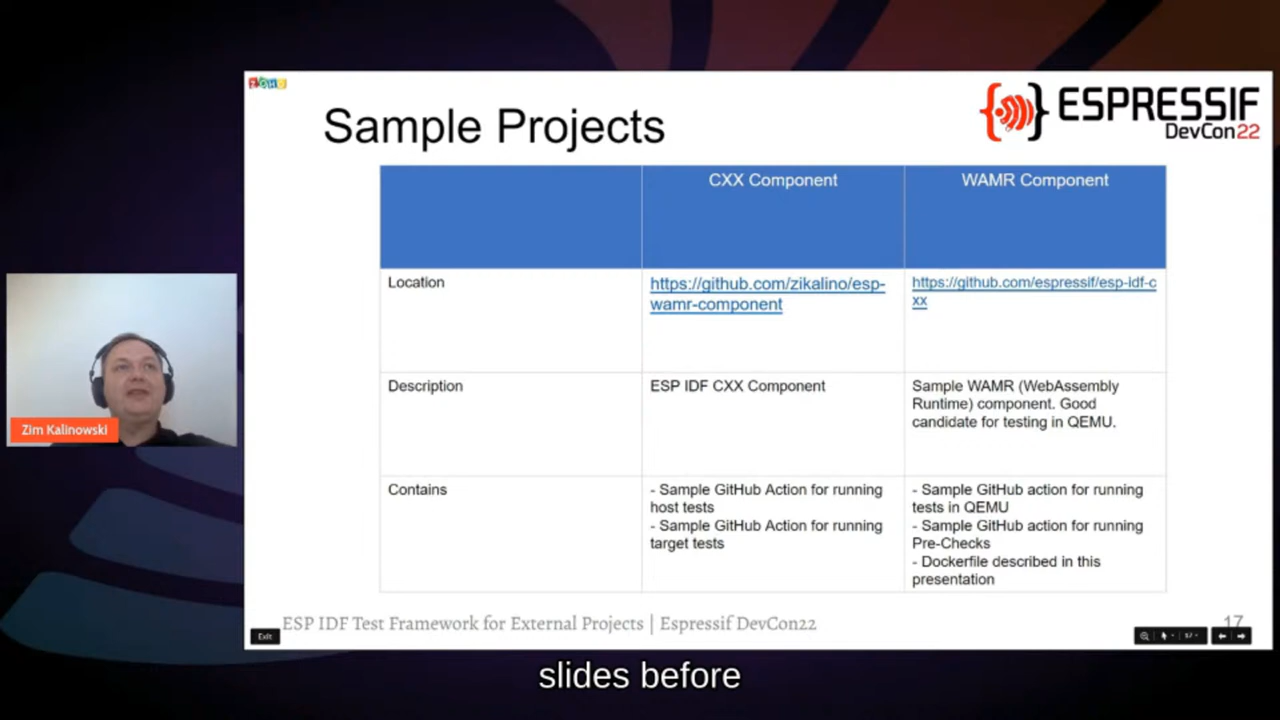 ZOHO
Sample Projects
ESPRESSIF
DevCon22
CXX Component
WAMR Component
Location
https://github.com/zikalino/esp-
wamr-component
https://github.com/espressif/esp-idf-c
xx
Description
ESP IDF CXX Component
Sample WAMR (WebAssembly
Runtime) component. Good
candidate for testing in QEMU.
Contains
- Sample GitHub Action for running
host tests
- Sample GitHub Action for running
target tests
- Sample GitHub action for running
tests in QEMU
- Sample GitHub action for running
Pre-Checks
- Dockerfile described in this
presentation
Zim Kalinowski
ESP IDF Test Framework for External Projects | Espressif DevCon22
17
Exit
slides before